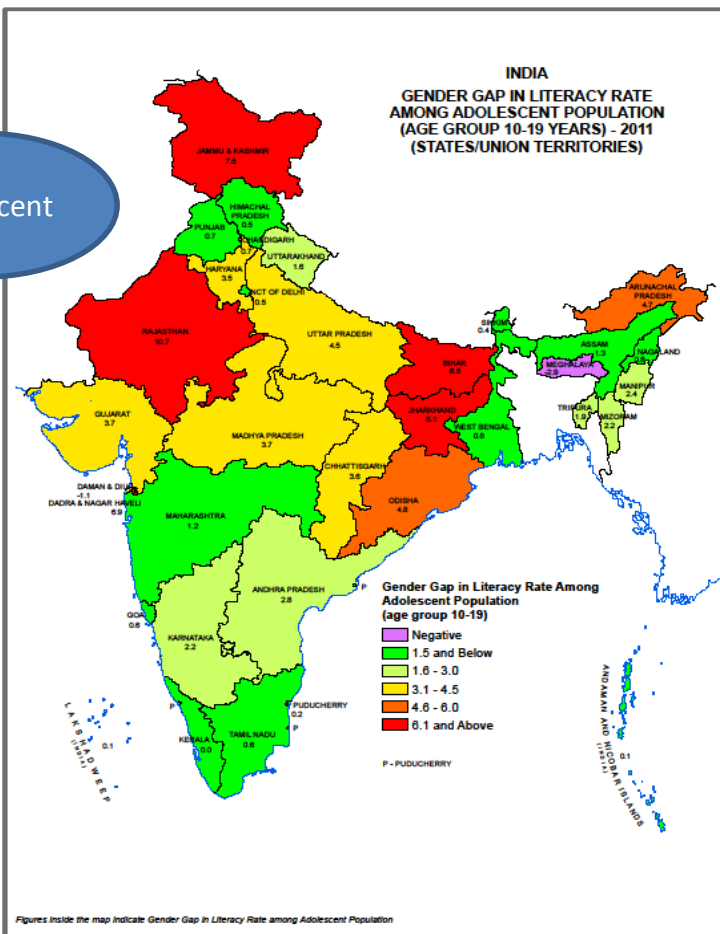 INDIA
GENDER GAP IN LITERACY RATE
AMONG ADOLESCENT POPULATION
(AGE GROUP 10-19 YEARS) - 2011
(STATES/UNION TERRITORIES)
cent
JAMMU & KASHMIR
HIMACHAL
PRADESH
0.5
PUNJAB
0.7
CHANDIGARH
0.7
UTTARAKHAND
1.6
HARYANA
3.5
NCT OF DELHI
0.5
RAJASTHAN
10.7
UTTAR PRADESH
4.5
ARUNACHAL
PRADESH
4.7
SIKKIM
0.4
ASSAM
1.3
NAGALAND
MEGHALAYA
-2.9
MANIPUR
2.4
BIHAR
TRIPURA
1.9
MIZORAM
2.2
JHARKHAND
6.1
WEST BENGAL
GUJARAT
3.7
MADHYA PRADESH
3.7
CHHATTISGARH
3.6
ODISHA
4.8
DAMAN & DIU
-1.1
DADRA & NAGAR HAVELI
6.9
MAHARASHTRA
1.2
ANDHRA PRADESH
2.8
P
GOA
0.6
KARNATAKA
2.2
P
PUDUCHERRY
0.2
P
KERALA
0.0
TAMIL NADU
0.6
LAKSHADWEEP
(INDIA)
0.1
Gender Gap in Literacy Rate Among
Adolescent Population
(age group 10-19)
Negative
1.5 and Below
1.6 - 3.0
3.1 - 4.5
4.6 - 6.0
6.1 and Above
P - PUDUCHERRY
ANDAMAN AND NICOBAR ISLANDS
(INDIA)
0.1
Figures inside the map indicate Gender Gap in Literacy Rate among Adolescent Population